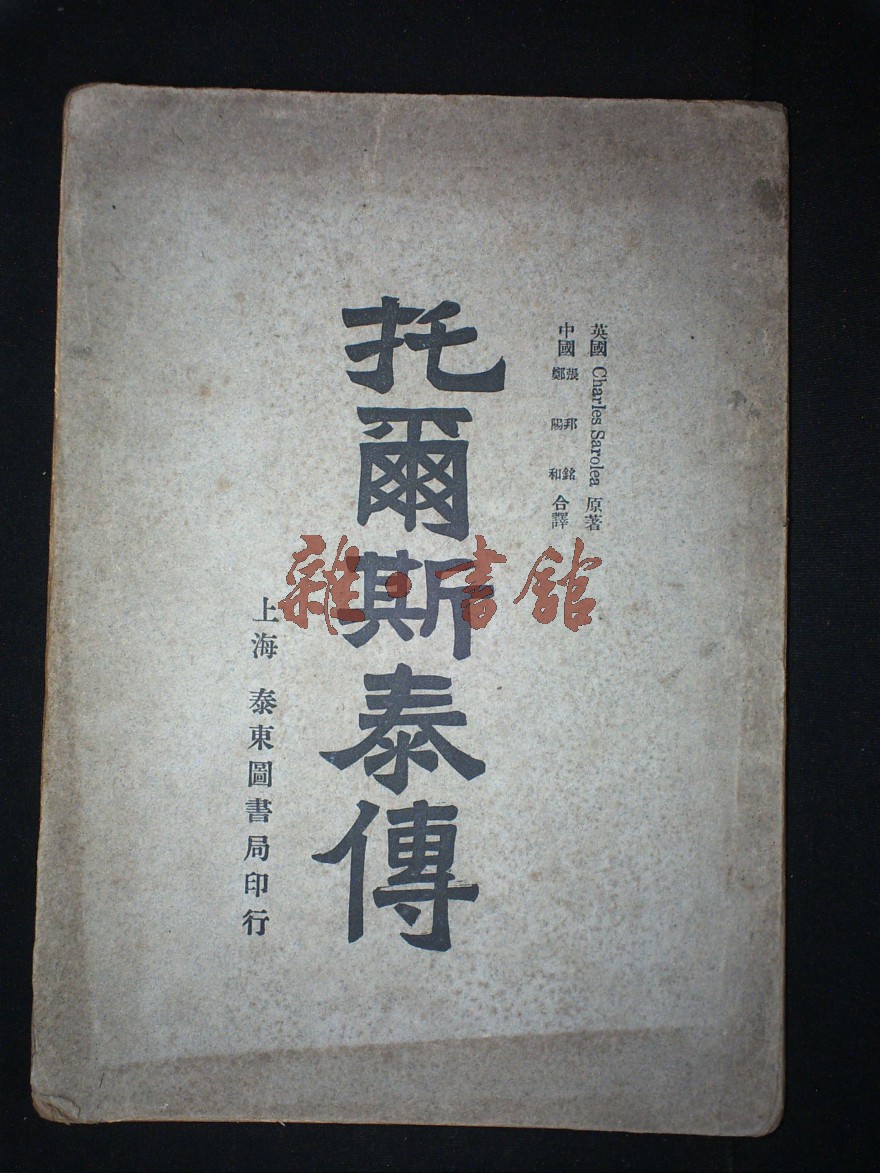 英國 Charles Sarolea 原著
中國 張邦銘 鄭陽和 合譯
托爾斯泰傳
上海 泰東圖書局印行
雜·書館